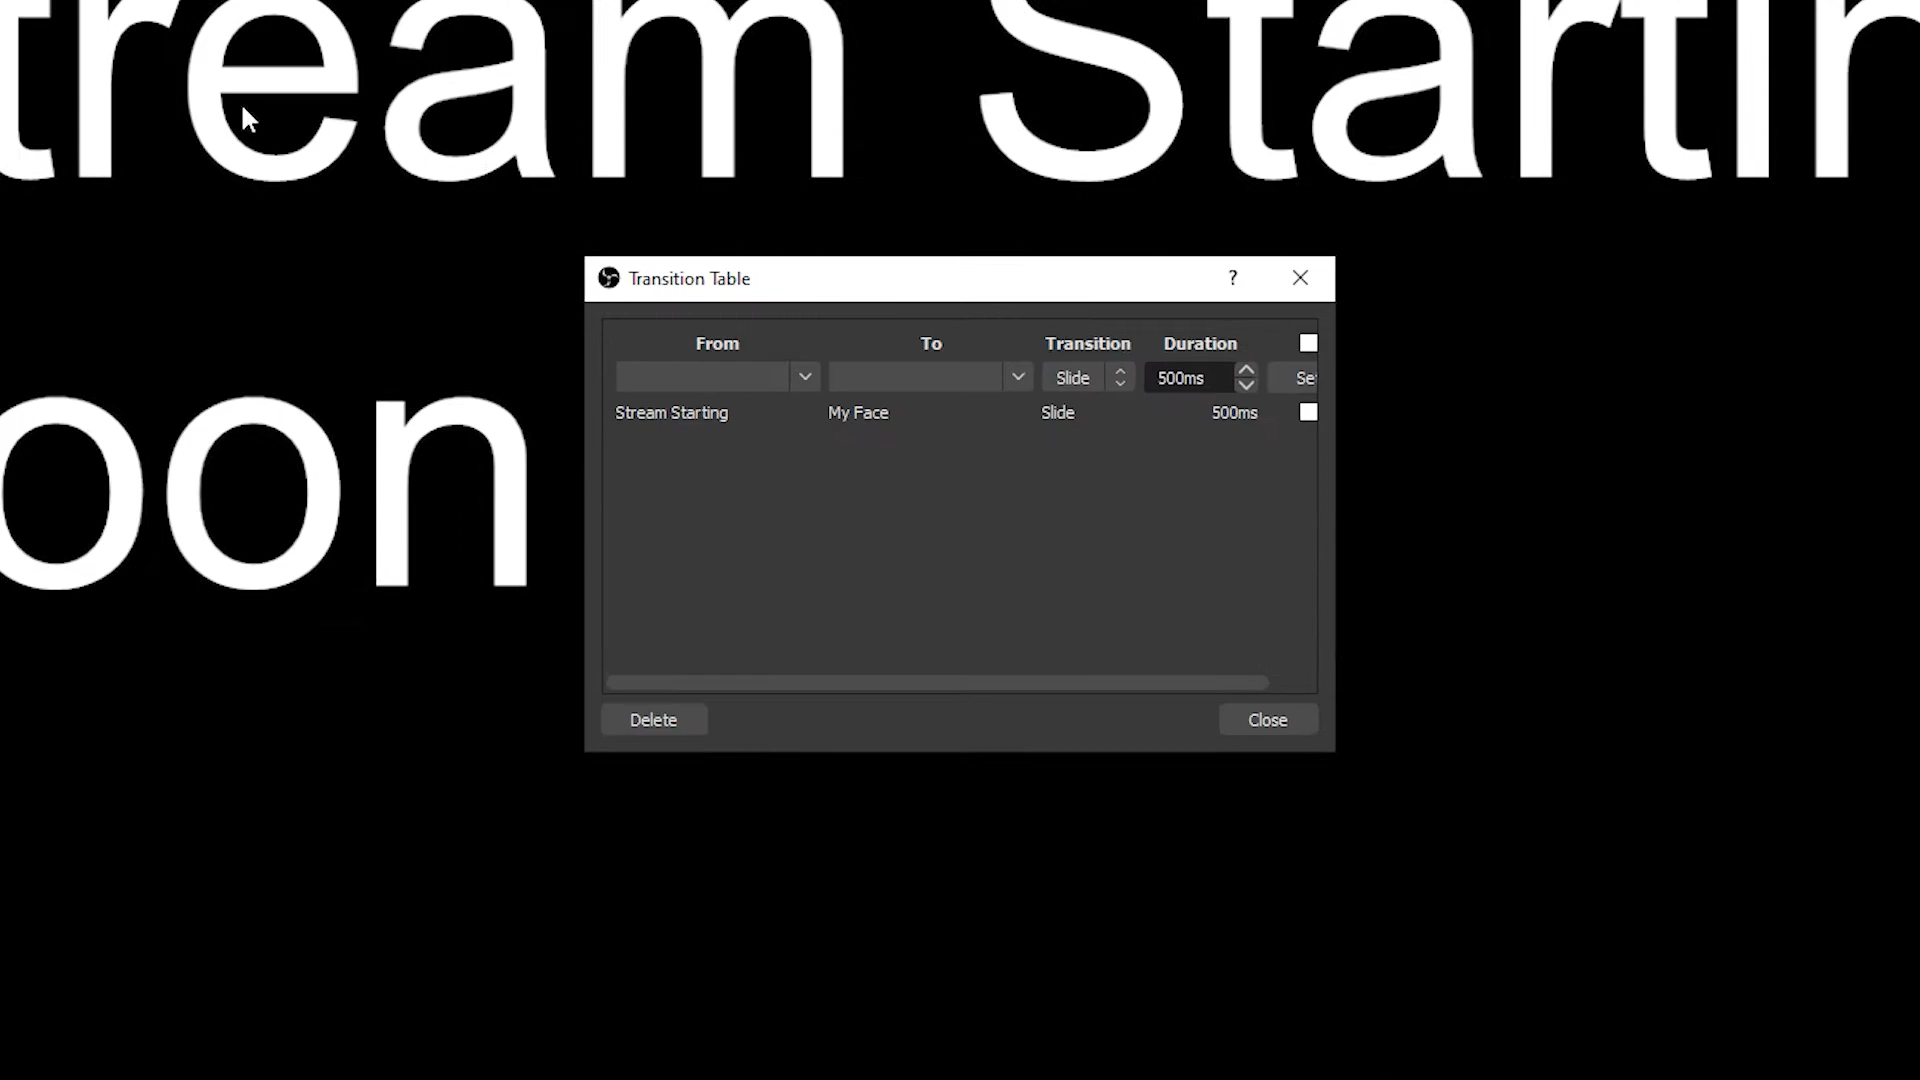 tream Startin
oon
Transition Table
?
From To Transition Duration
Slide 500ms Set
Stream Starting My Face Slide 500ms
Delete Close